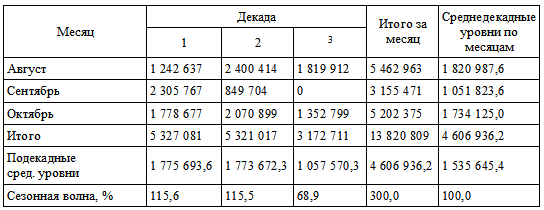 Месяц Декада Итого за месяц Среднедекадные уровни по месяцам
1 2 3
Август 1 242 637 2 400 414 1 819 912 5 462 963 1 820 987,6
Сентябрь 2 305 767 849 704 0 3 155 471 1 051 823,6
Октябрь 1 778 677 2 070 899 1 352 799 5 202 375 1 734 125,0
Итого 5 327 081 5 321 017 3 172 711 13 820 809 4 606 936,2
Подекадные
сред. уровни 1 775 693,6 1 773 672,3 1 057 570,3 4 606 936,2 1 535 645,4
Сезонная волна, % 115,6 115,5 68,9 300,0 100,0